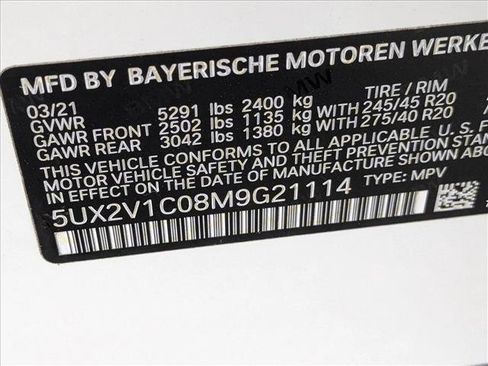 MFD BY BAYERISCHE MOTOREN WERKE
03/21 TIRE / RIM
GVWR 5291 lbs 2400 kg
GAWR FRONT 2502 lbs 1135 kg WITH 245/45 R20
GAWR REAR 3042 lbs 1380 kg WITH 275/40 R20
THIS VEHICLE CONFORMS TO ALL APPLICABLE U. S. F
MOTOR VEHICLE SAFETY AND THEFT PREVENTION STAN
IN EFFECT ON THE DATE OF MANUFACTURE SHOWN
5UX2V1C08M9G21114 TYPE: MPV